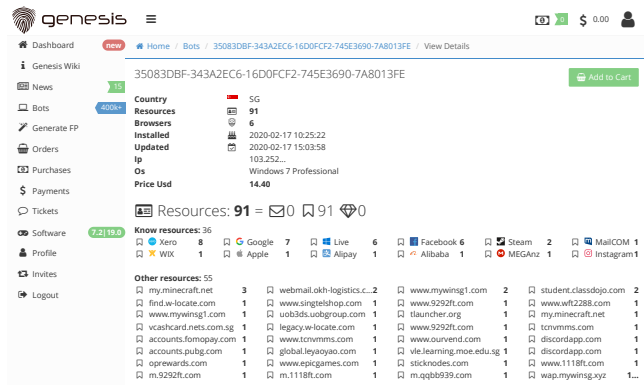 genesis
0 $ 0.00
Dashboard new
Genesis Wiki
News 15
Bots 400k+
Generate FP
Orders
Purchases
Payments
Tickets
Software 7.2|19.0
Profile
Invites
Logout
Home / Bots / 35083DBF-343A2EC6-16D0FCF2-745E3690-7A8013FE / View Details
35083DBF-343A2EC6-16D0FCF2-745E3690-7A8013FE
Add to Cart
Country SG
Resources 91
Browsers 6
Installed 2020-02-17 10:25:22
Updated 2020-02-17 15:03:58
Ip 103.252...
Os Windows 7 Professional
Price Usd 14.40
Resources: 91 = 0 91 0
Know resources: 36
Xero 8 Google 7 Live 6 Facebook 6 Steam 2 MailCOM 1
WIX 1 Apple 1 Alipay 1 Alibaba 1 MEGAnz 1 Instagram 1
Other resources: 55
my.minecraft.net 3 webmail.okh-logistics.c... 2 www.mywinsg1.com 2 student.classdojo.com 2
find.w-locate.com 1 www.singtelshop.com 1 www.9292ft.com 1 www.wft2288.com 1
www.mywinsg1.com 1 uob3ds.uobgroup.com 1 tlauncher.org 1 my.minecraft.net 1
vcashcard.nets.com.sg 1 legacy.w-locate.com 1 www.9292ft.com 1 tcnvmms.com 1
accounts.fomopay.com 1 www.tcnvmms.com 1 www.ourvend.com 1 discordapp.com 1
accounts.pubg.com 1 global.leyaoyao.com 1 vle.learning.moe.edu.sg 1 discordapp.com 1
oprewards.com 1 www.epicgames.com 1 sticknodes.com 1 www.1118ft.com 1
m.9292ft.com 1 m.1118ft.com 1 m.qqbb939.com 1 wap.mywinsg.xyz 1...